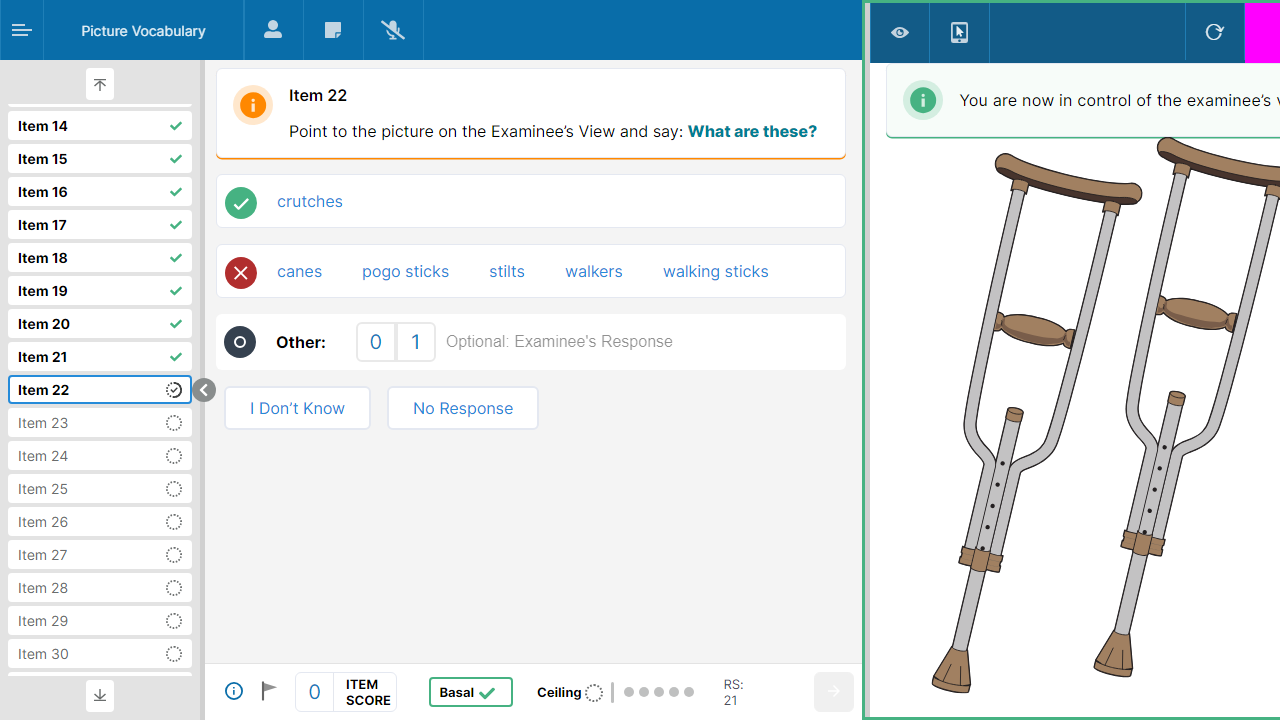 Picture Vocabulary
Item 14
Item 15
Item 16
Item 17
Item 18
Item 19
Item 20
Item 21
Item 22
Item 23
Item 24
Item 25
Item 26
Item 27
Item 28
Item 29
Item 30
Item 22
Point to the picture on the Examinee’s View and say: What are these?
crutches
canes pogo sticks stilts walkers walking sticks
Other: 0 1 Optional: Examinee's Response
I Don’t Know No Response
0 ITEM SCORE Basal Ceiling RS: 21
You are now in control of the examinee’s